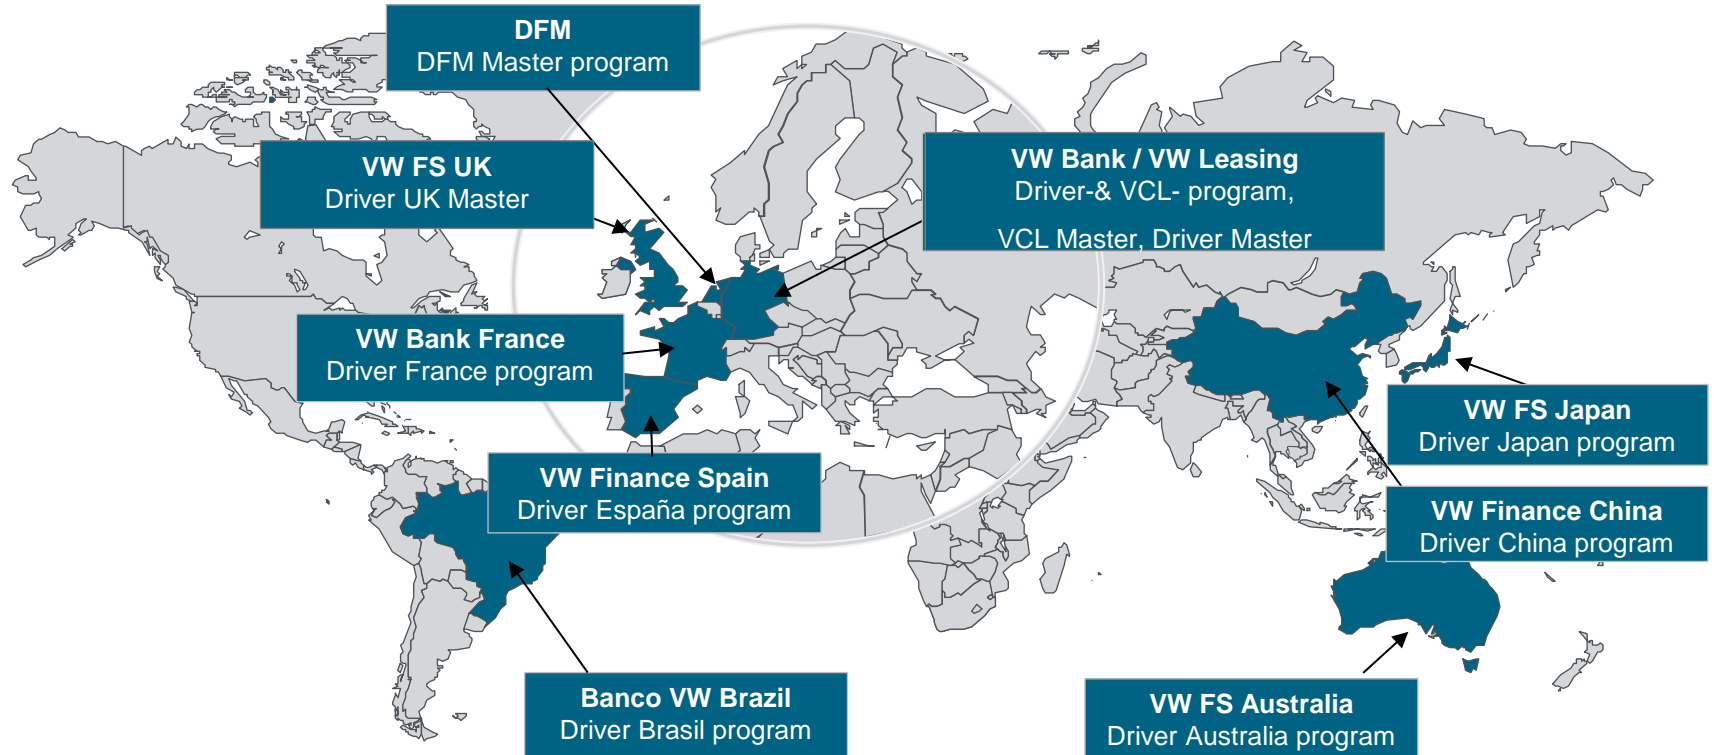 DFM
DFM Master program
VW FS UK
Driver UK Master
VW Bank / VW Leasing
Driver-& VCL- program,
VCL Master, Driver Master
VW Bank France
Driver France program
VW FS Japan
Driver Japan program
VW Finance Spain
Driver España program
VW Finance China
Driver China program
Banco VW Brazil
Driver Brasil program
VW FS Australia
Driver Australia program